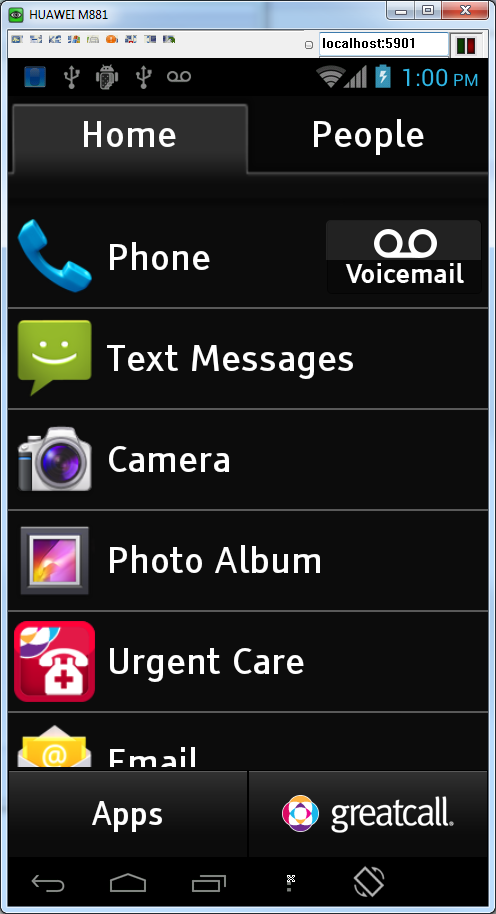 HUAWEI M881
localhost:5901
1:00 PM
Home
People
Phone
Voicemail
Text Messages
Camera
Photo Album
Urgent Care
Email
Apps
greatcall.